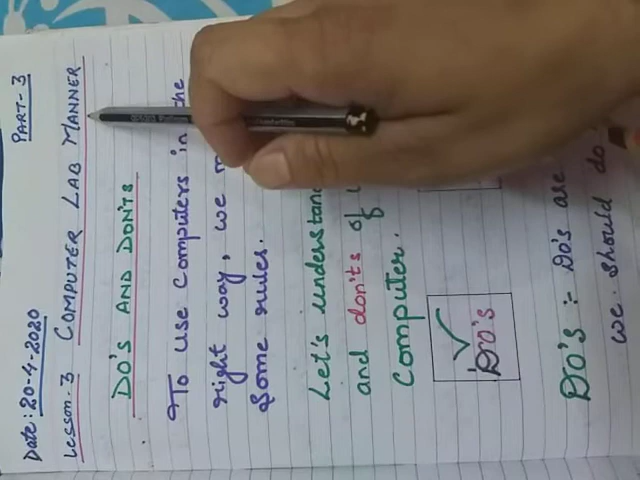 Date: 20-4-2020 PART-3
Lesson-3 COMPUTER LAB MANNER
DO'S AND DON'TS
To use computers in the
right way, we
Some rules.
Let's understand
and don'ts of
Computer.
Do's
Do's :- Do's are
we should do